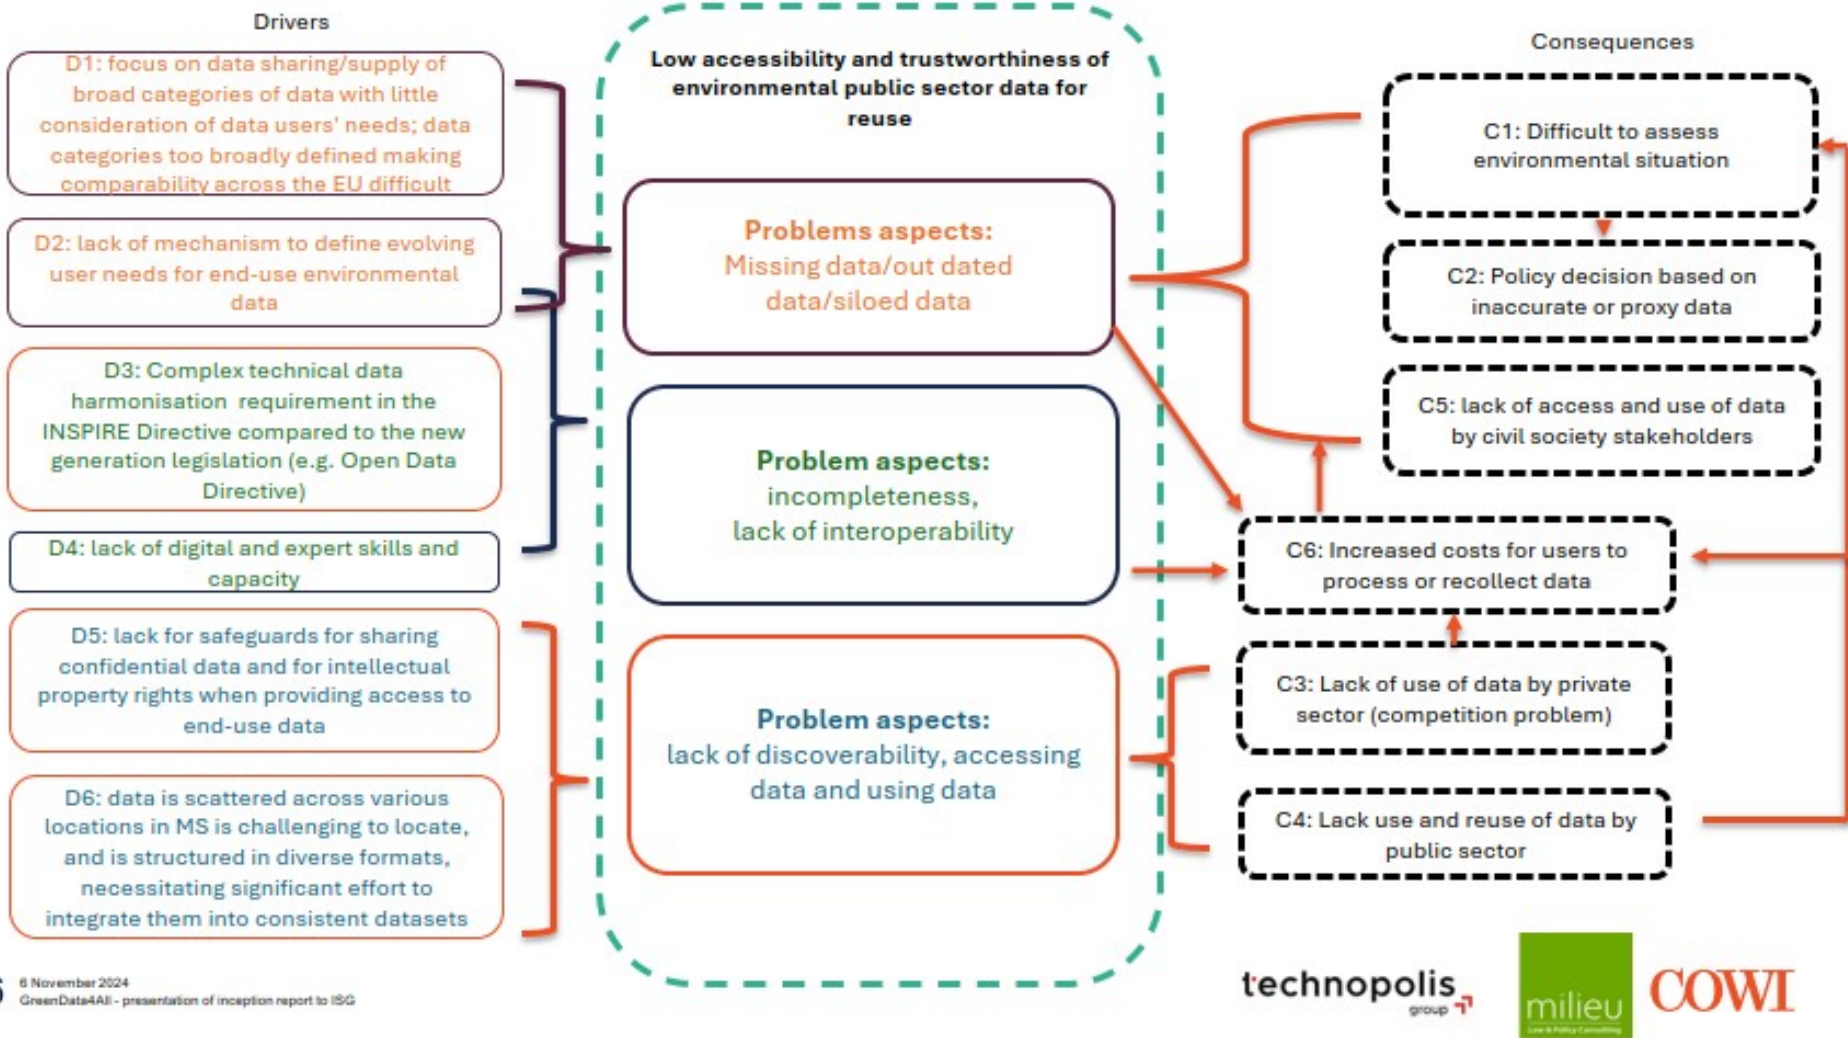 Drivers
D1: focus on data sharing/supply of
broad categories of data with little
consideration of data users' needs; data
categories too broadly defined making
comparability across the EU difficult
D2: lack of mechanism to define evolving
user needs for end-use environmental
data
D3: Complex technical data
harmonisation requirement in the
INSPIRE Directive compared to the new
generation legislation (e.g. Open Data
Directive)
D4: lack of digital and expert skills and
capacity
D5: lack for safeguards for sharing
confidential data and for intellectual
property rights when providing access to
end-use data
D6: data is scattered across various
locations in MS is challenging to locate,
and is structured in diverse formats,
necessitating significant effort to
integrate them into consistent datasets
Low accessibility and trustworthiness of
environmental public sector data for
reuse
Problems aspects:
Missing data/out dated
data/siloed data
Problem aspects:
incompleteness,
lack of interoperability
Problem aspects:
lack of discoverability, accessing
data and using data
Consequences
C1: Difficult to assess
environmental situation
C2: Policy decision based on
inaccurate or proxy data
C5: lack of access and use of data
by civil society stakeholders
C6: Increased costs for users to
process or recollect data
C3: Lack of use of data by private
sector (competition problem)
C4: Lack use and reuse of data by
public sector
6 November 2024
GreenData4All - presentation of inception report to ISG
technopolis
group
milieu
Law & Policy Consulting
COWI